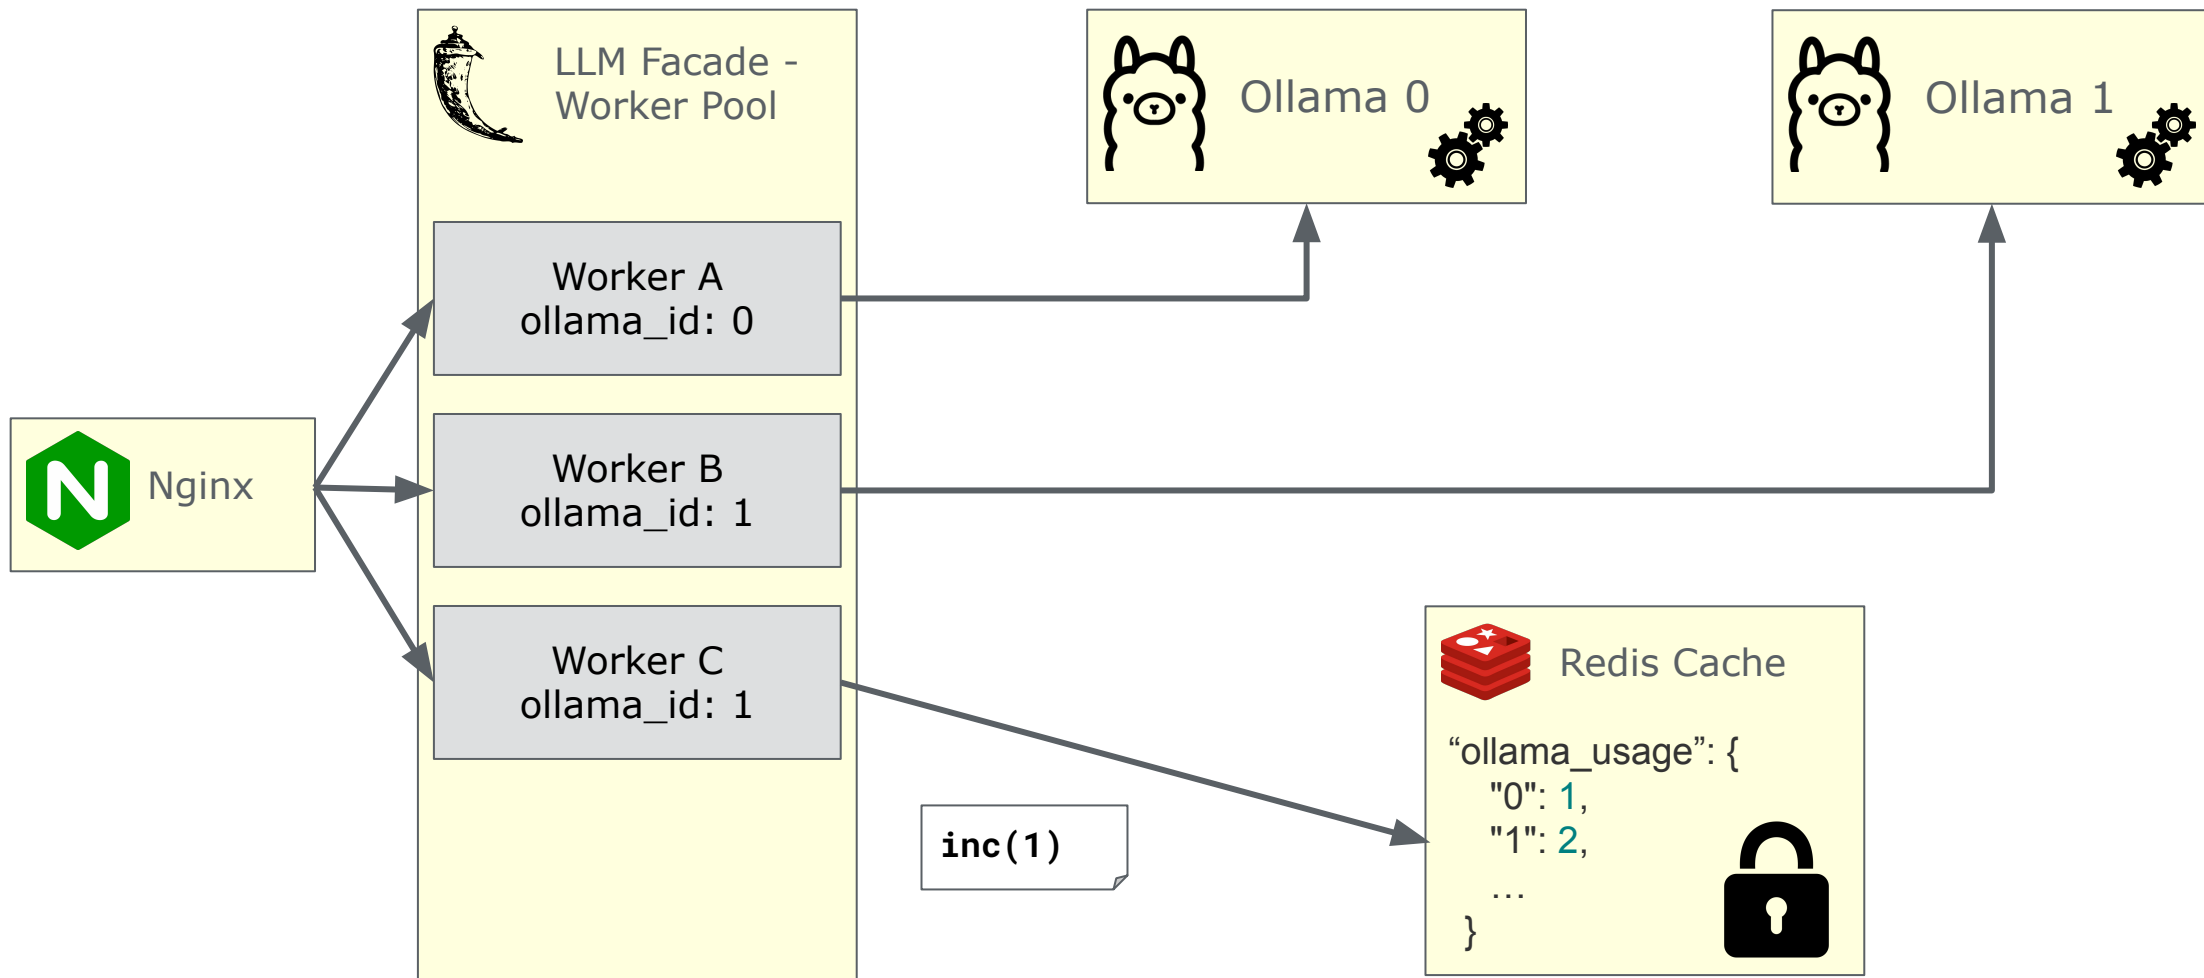 LLM Facade -
Worker Pool
Ollama 0
Ollama 1
Worker A
ollama_id: 0
Nginx
Worker B
ollama_id: 1
Worker C
ollama_id: 1
inc(1)
Redis Cache
“ollama_usage”: {
"0": 1,
"1": 2,
…
}